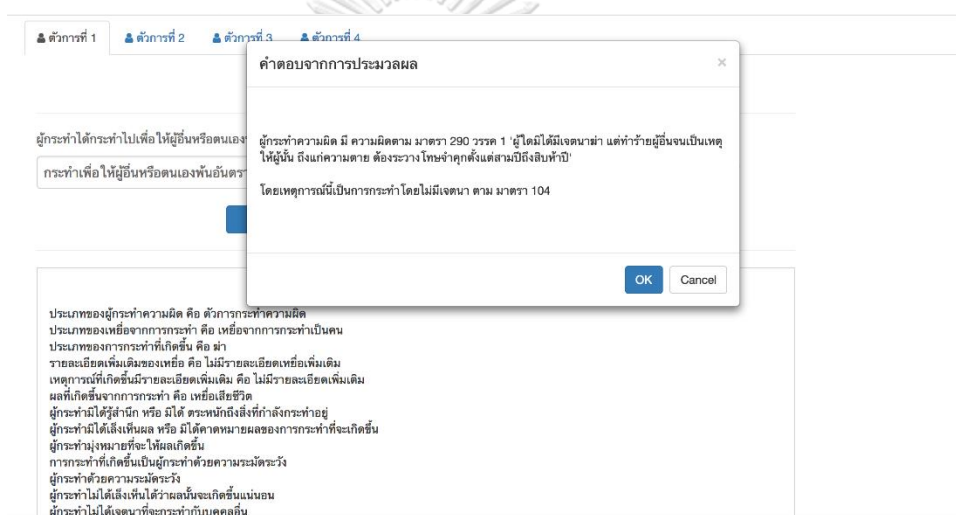 ตัวการที่ 1
ตัวการที่ 2
ตัวการที่ 3
ตัวการที่ 4
คำตอบจากการประมวลผล
×
ผู้กระทำได้กระทำไปเพื่อให้ผู้อื่นหรือตนเอง
ผู้กระทำความผิด มี ความผิดตาม มาตรา 290 วรรค 1 'ผู้ใดมิได้มีเจตนาฆ่า แต่ทำร้ายผู้อื่นจนเป็นเหตุ
ให้ผู้นั้น ถึงแก่ความตาย ต้องระวางโทษจำคุกตั้งแต่สามปีถึงสิบห้าปี'
กระทำเพื่อให้ผู้อื่นหรือตนเองพ้นอันตรา
โดยเหตุการณ์นี้เป็นการกระทำโดยไม่มีเจตนา ตาม มาตรา 104
OK
Cancel
ประเภทของผู้กระทำความผิด คือ ตัวการกระทำความผิด
ประเภทของเหยื่อจากการกระทำ คือ เหยื่อจากการกระทำเป็นคน
ประเภทของการกระทำที่เกิดขึ้น คือ ฆ่า
รายละเอียดเพิ่มเติมของเหยื่อ คือ ไม่มีรายละเอียดเหยื่อเพิ่มเติม
เหตุการณ์ที่เกิดขึ้นมีรายละเอียดเพิ่มเติม คือ ไม่มีรายละเอียดเพิ่มเติม
ผลที่เกิดขึ้นจากการกระทำ คือ เหยื่อเสียชีวิต
ผู้กระทำมิได้รู้สำนึก หรือ มิได้ ตระหนักถึงสิ่งที่กำลังกระทำอยู่
ผู้กระทำมิได้เล็งเห็นผล หรือ มิได้คาดหมายผลของการกระทำที่จะเกิดขึ้น
ผู้กระทำมุ่งหมายที่จะให้ผลเกิดขึ้น
การกระทำที่เกิดขึ้นเป็นผู้กระทำด้วยความระมัดระวัง
ผู้กระทำด้วยความระมัดระวัง
ผู้กระทำไม่ได้เล็งเห็นได้ว่าผลนั้นจะเกิดขึ้นแน่นอน
ผู้กระทำไม่ได้เจตนาที่จะกระทำกับบุคคลอื่น